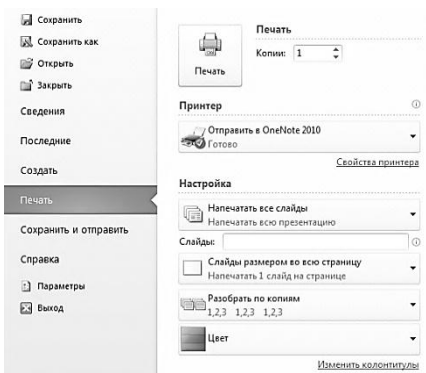 Сохранить
Сохранить как
Открыть
Закрыть
Сведения
Последние
Создать
Печать
Сохранить и отправить
Справка
Параметры
Выход
Печать
Печать
Копии: 1
Принтер
Отправить в OneNote 2010
Готово
Свойства принтера
Настройка
Напечатать все слайды
Напечатать всю презентацию
Слайды:
Слайды размером во всю страницу
Напечатать 1 слайд на странице
Разобрать по копиям
1,2,3 1,2,3 1,2,3
Цвет
Изменить колонтитулы